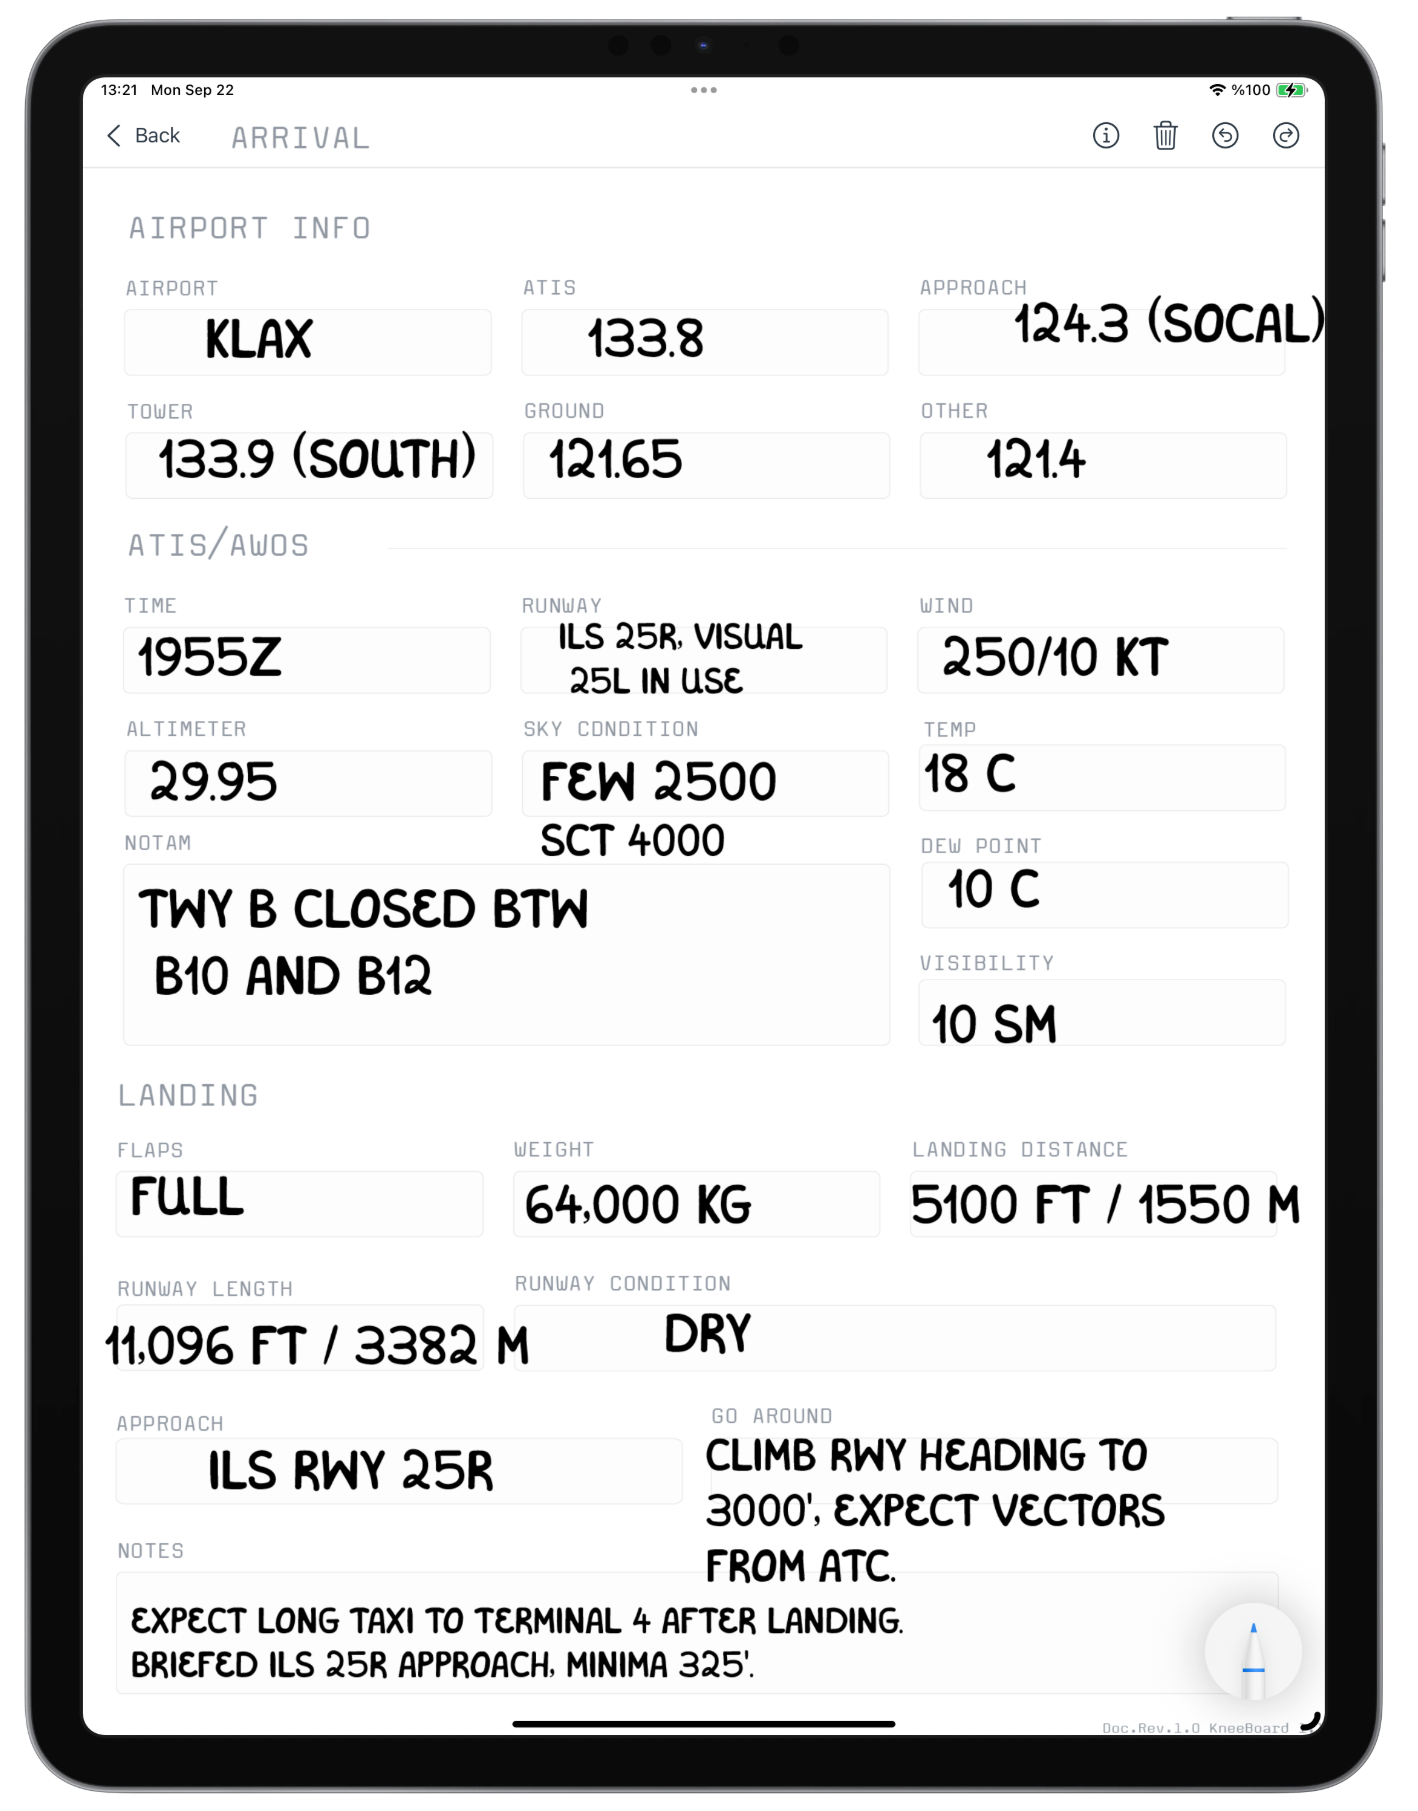 13:21 Mon Sep 22 %100
Back ARRIVAL
AIRPORT INFO
AIRPORT ATIS APPROACH
KLAX 133.8 124.3 (SOCAL)
TOWER GROUND OTHER
133.9 (SOUTH) 121.65 121.4
ATIS/AWOS
TIME RUNWAY WIND
1955Z ILS 25R, VISUAL 250/10 KT
25L IN USE
ALTIMETER SKY CONDITION TEMP
29.95 FEW 2500 18 C
SCT 4000
NOTAM DEW POINT
TWY B CLOSED BTW 10 C
B10 AND B12
VISIBILITY
10 SM
LANDING
FLAPS WEIGHT LANDING DISTANCE
FULL 64,000 KG 5100 FT / 1550 M
RUNWAY LENGTH RUNWAY CONDITION
11,096 FT / 3382 M DRY
APPROACH GO AROUND
ILS RWY 25R CLIMB RWY HEADING TO
3000', EXPECT VECTORS
FROM ATC.
NOTES
EXPECT LONG TAXI TO TERMINAL 4 AFTER LANDING.
BRIEFED ILS 25R APPROACH, MINIMA 325'.
Doc.Rev.1.0 KneeBoard